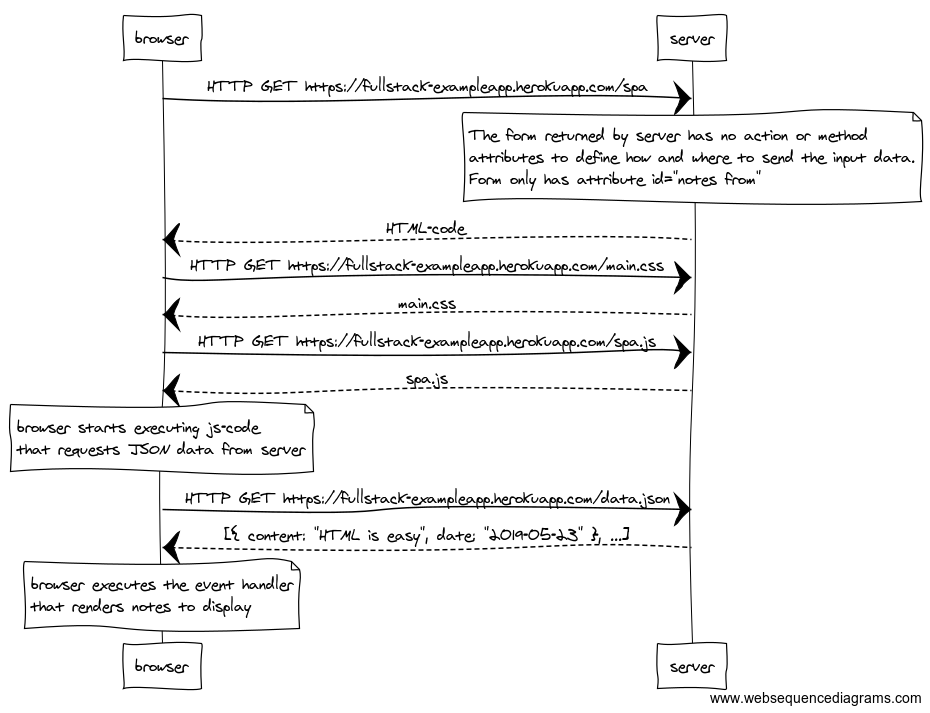 browser
server
HTTP GET https://fullstack-exampleapp.herokuapp.com/spa
The form returned by server has no action or method
attributes to define how and where to send the input data.
Form only has attribute id="notes from"
HTML-code
HTTP GET https://fullstack-exampleapp.herokuapp.com/main.css
main.css
HTTP GET https://fullstack-exampleapp.herokuapp.com/spa.js
spa.js
browser starts executing js-code
that requests JSON data from server
HTTP GET https://fullstack-exampleapp.herokuapp.com/data.json
[{ content: "HTML is easy", date: "2019-05-23" }, ...]
browser executes the event handler
that renders notes to display
browser
server
www.websequencediagrams.com